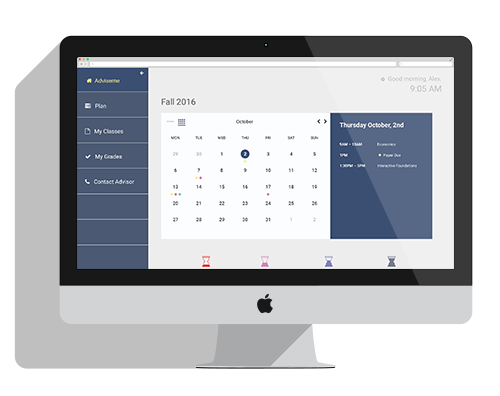 Adviseme
Plan
My Classes
My Grades
Contact Advisor
Good morning, Alex.
9:05 AM
Fall 2016
October
MON TUE WED THU FRI SAT SUN
29 30 1 2 3 4 5
6 7 8 9 10 11 12
13 14 15 16 17 18 19
20 21 22 23 24 25 26
27 28 29 30 31 1 2
Thursday October, 2nd
9AM – 10AM Economics
1PM Paper Due
1:30PM – 5PM Interactive Foundations